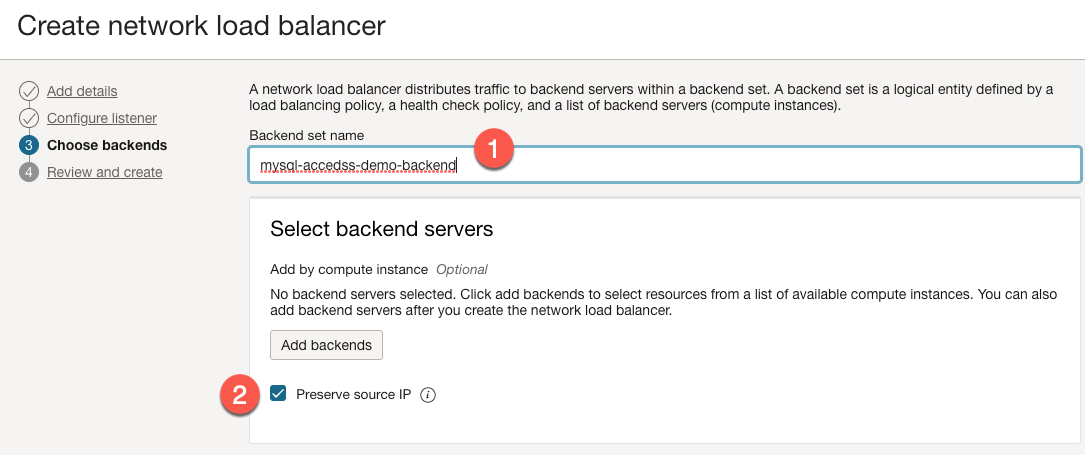 Create network load balancer
Add details
Configure listener
3 Choose backends
4 Review and create
A network load balancer distributes traffic to backend servers within a backend set. A backend set is a logical entity defined by a
load balancing policy, a health check policy, and a list of backend servers (compute instances).
Backend set name
1
mysql-accedss-demo-backend
Select backend servers
Add by compute instance Optional
No backend servers selected. Click add backends to select resources from a list of available compute instances. You can also
add backend servers after you create the network load balancer.
Add backends
2 Preserve source IP i